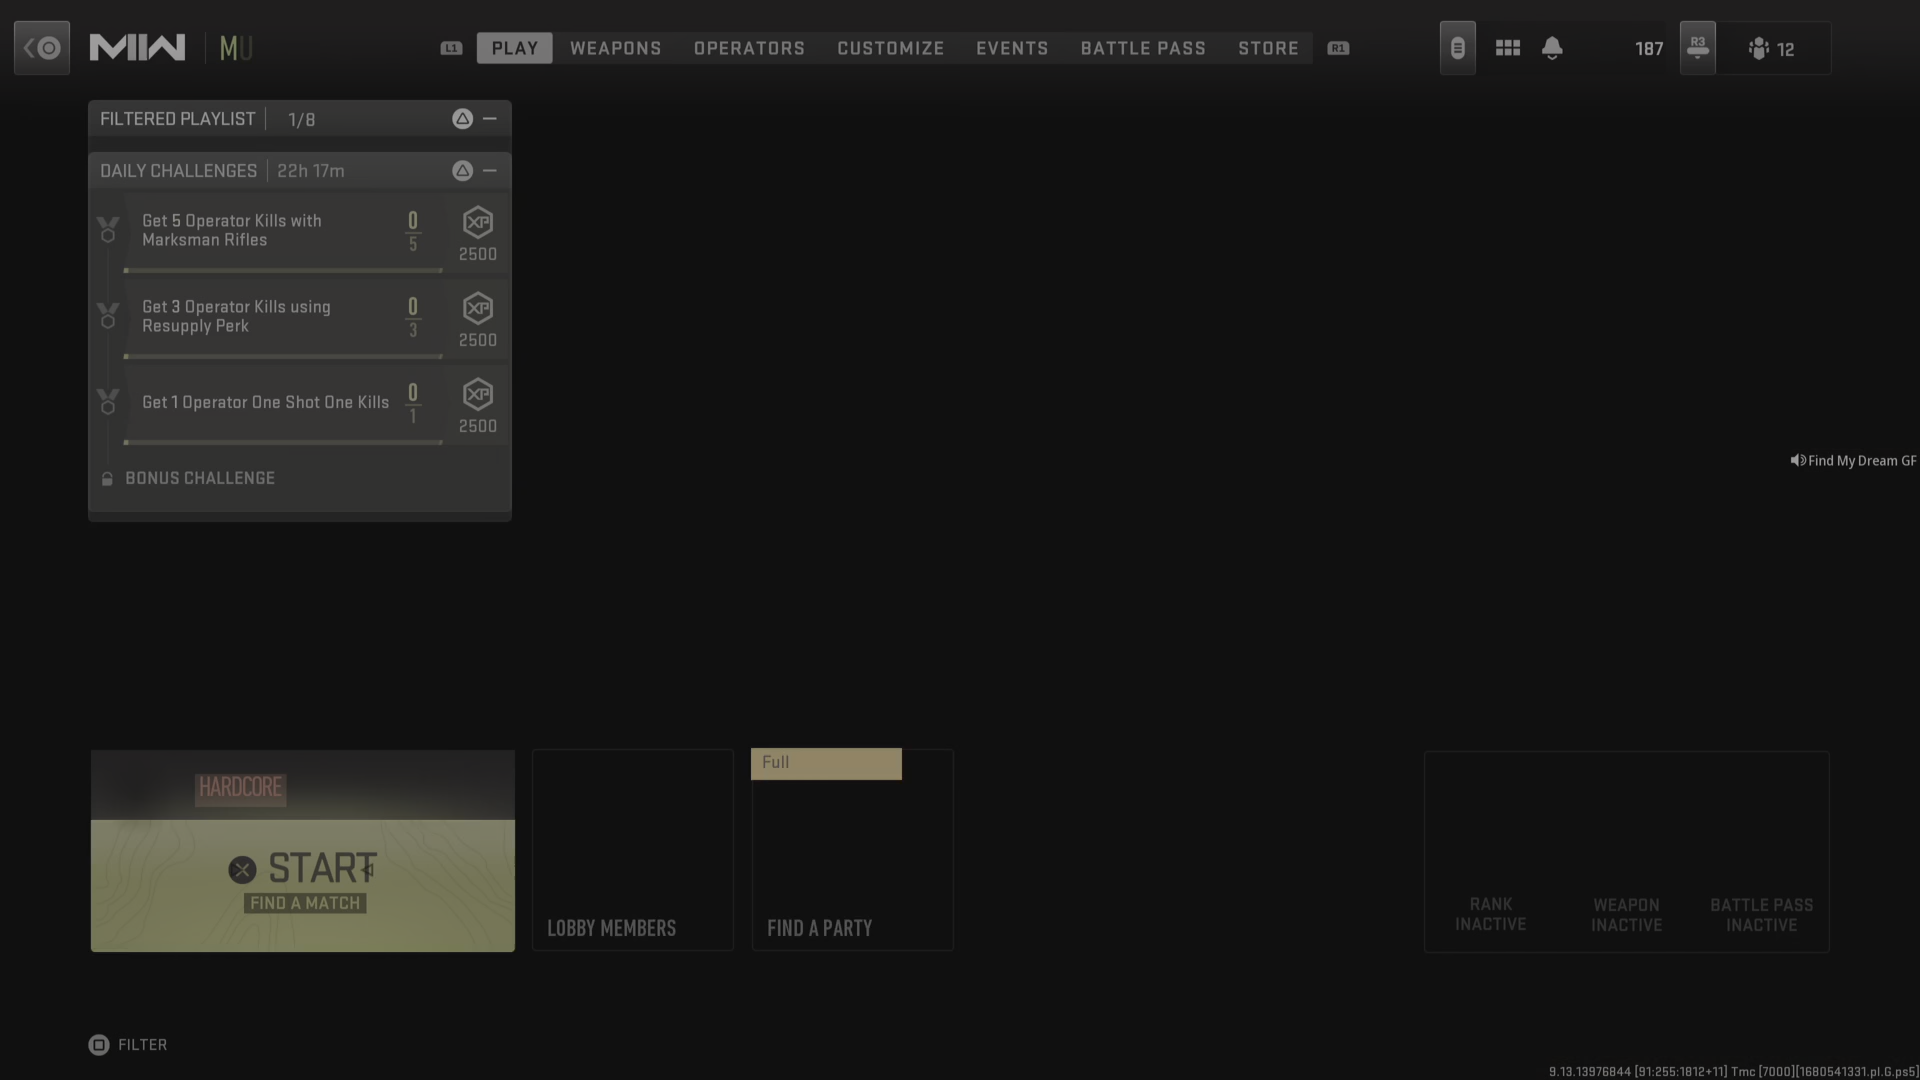 MW MU
L1 PLAY WEAPONS OPERATORS CUSTOMIZE EVENTS BATTLE PASS STORE R1
187 R3 12
FILTERED PLAYLIST 1/8
DAILY CHALLENGES 22h 17m
Get 5 Operator Kills with
Marksman Rifles
0
5
XP
2500
Get 3 Operator Kills using
Resupply Perk
0
3
XP
2500
Get 1 Operator One Shot One Kills
0
1
XP
2500
BONUS CHALLENGE
Find My Dream GF
HARDCORE
START
FIND A MATCH
LOBBY MEMBERS
Full
FIND A PARTY
RANK
INACTIVE
WEAPON
INACTIVE
BATTLE PASS
INACTIVE
FILTER
9.13.13976844 [91:255:1812+11] Tmc [7000][1680541331.pl.G.ps5]